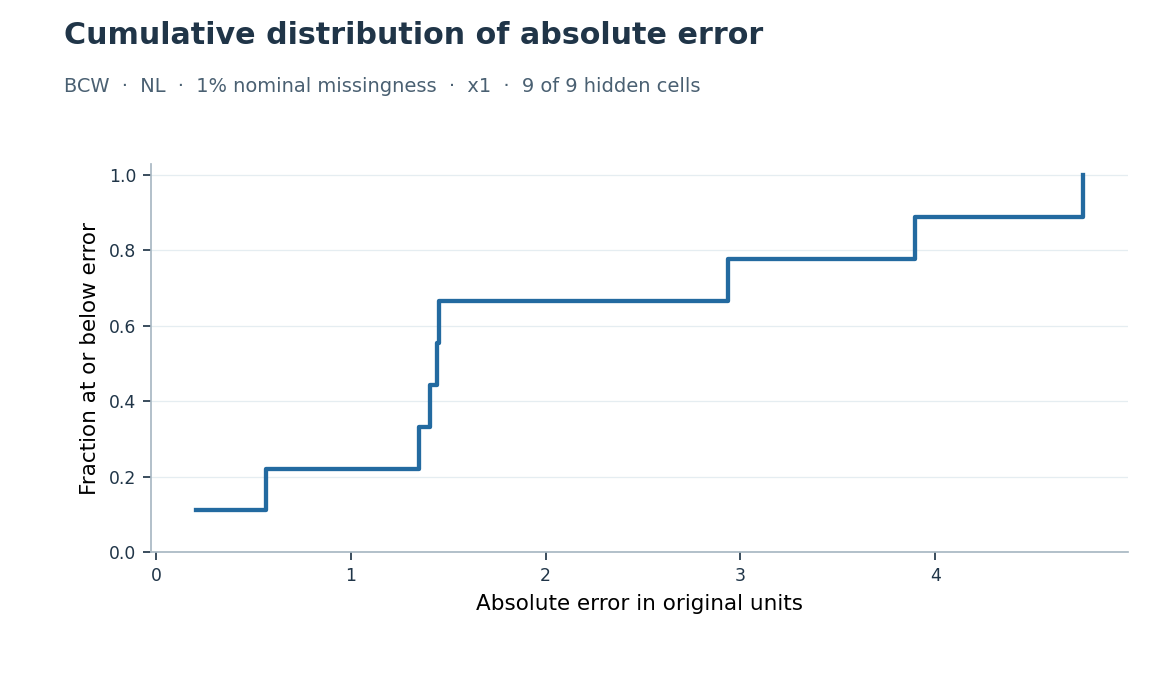 Cumulative distribution of absolute error
BCW · NL · 1% nominal missingness · x1 · 9 of 9 hidden cells
Fraction at or below error
1.0
0.8
0.6
0.4
0.2
0.0
0 1 2 3 4
Absolute error in original units